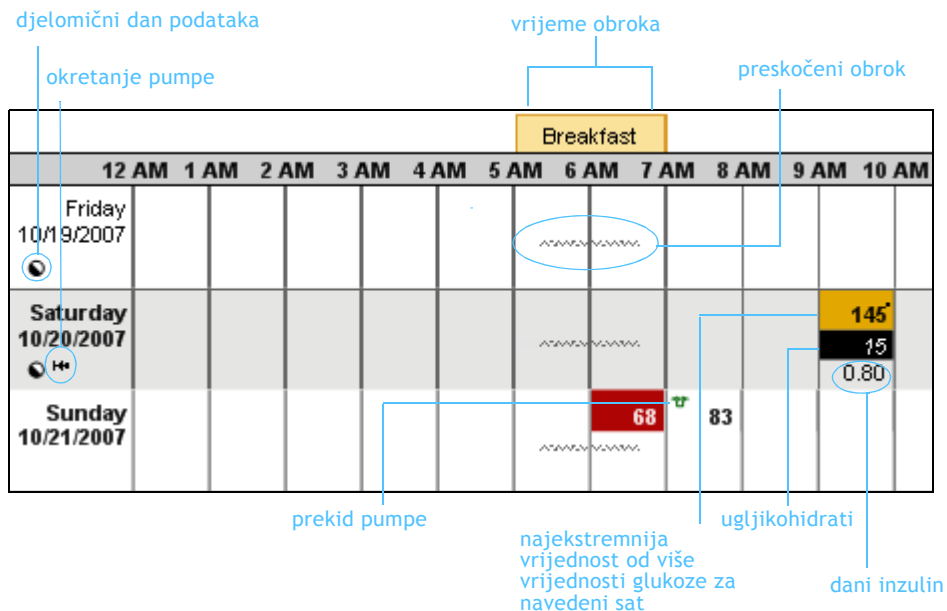 djelomični dan podataka
vrijeme obroka
okretanje pumpe
preskočeni obrok
Breakfast
12 AM 1 AM 2 AM 3 AM 4 AM 5 AM 6 AM 7 AM 8 AM 9 AM 10 AM
Friday
10/19/2007
Saturday
10/20/2007
145
15
0.80
Sunday
10/21/2007
68
83
prekid pumpe
najekstremnija
vrijednost od više
vrijednosti glukoze za
navedeni sat
ugljikohidrati
dani inzulin